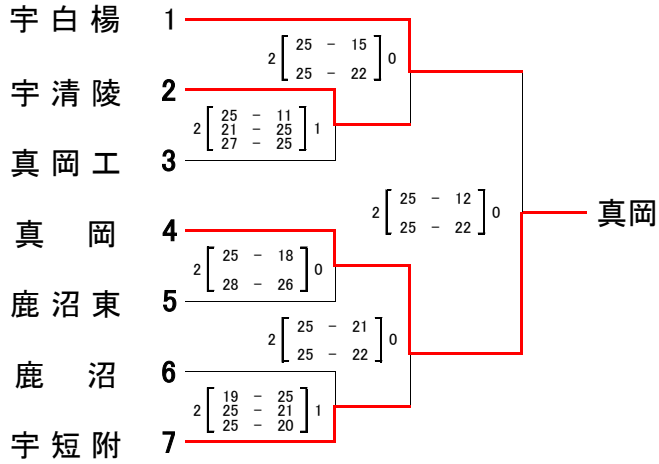 宇白楊 1
2 25 − 15 0
25 − 22
宇清陵 2
25 − 11
2 21 − 25 1
27 − 25
真岡工 3
25 − 12
2 0
25 − 22
真岡
真岡 4
25 − 18
2 0
28 − 26
鹿沼東 5
25 − 21
2 0
25 − 22
鹿沼 6
19 − 25
2 25 − 21 1
25 − 20
宇短附 7